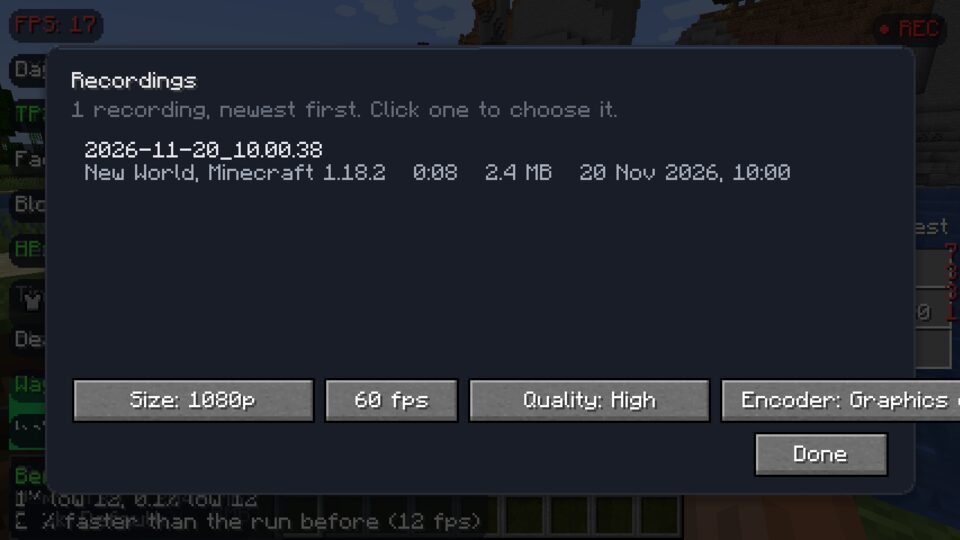 FPS: 17
REC
Recordings
1 recording, newest first. Click one to choose it.
2026-11-20_10.00.38
New World, Minecraft 1.18.2 0:08 2.4 MB 20 Nov 2026, 10:00
Size: 1080p
60 fps
Quality: High
Encoder: Graphics
Done
faster than the run before (12 fps)